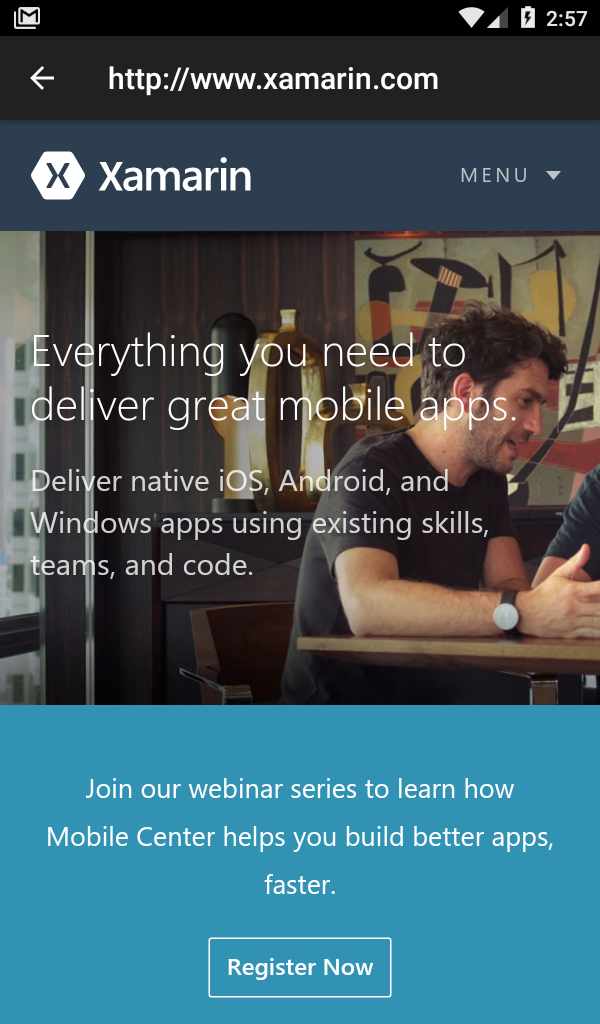 2:57
http://www.xamarin.com
Xamarin
MENU
Everything you need to
deliver great mobile apps.
Deliver native iOS, Android, and
Windows apps using existing skills,
teams, and code.
Join our webinar series to learn how
Mobile Center helps you build better apps,
faster.
Register Now